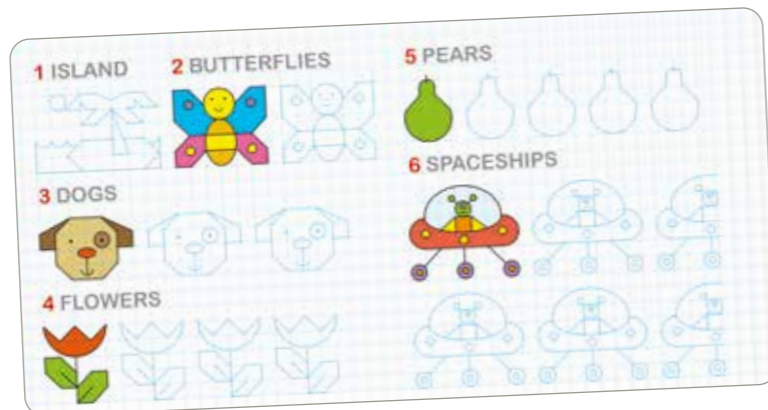 1 ISLAND
2 BUTTERFLIES
3 DOGS
4 FLOWERS
5 PEARS
6 SPACESHIPS